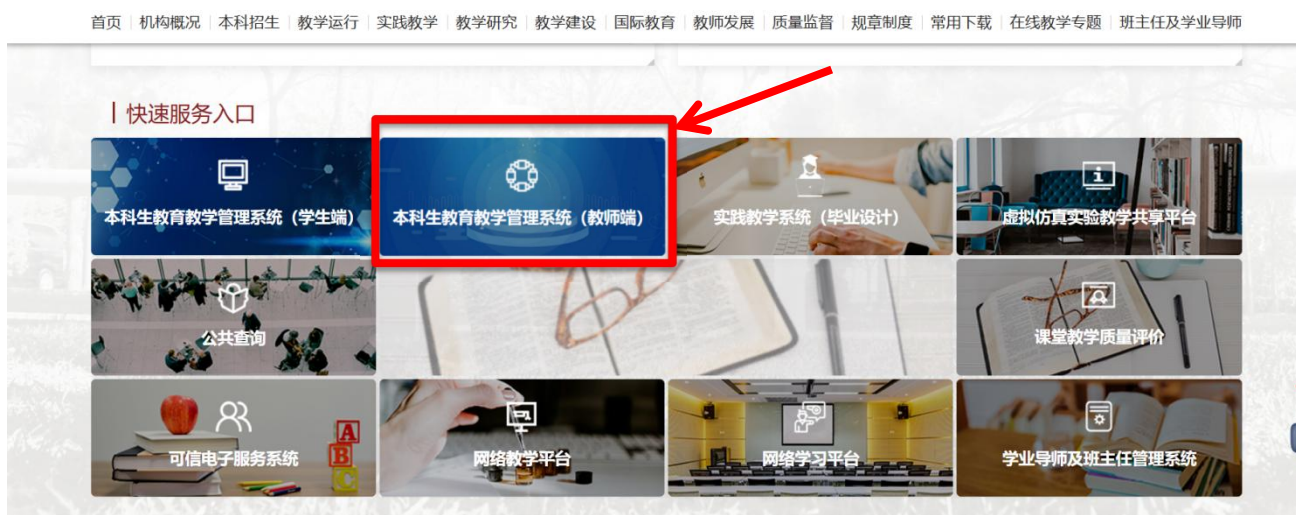 首页 机构概况 本科招生 教学运行 实践教学 教学研究 教学建设 国际教育 教师发展 质量监督 规章制度 常用下载 在线教学专题 班主任及学业导师
快速服务入口
本科生教育教学管理系统（学生端）
本科生教育教学管理系统（教师端）
实践教学系统（毕业设计）
虚拟仿真实验教学共享平台
公共查询
课堂教学质量评价
可信电子服务系统
A
B
C
网络教学平台
网络学习平台
学业导师及班主任管理系统